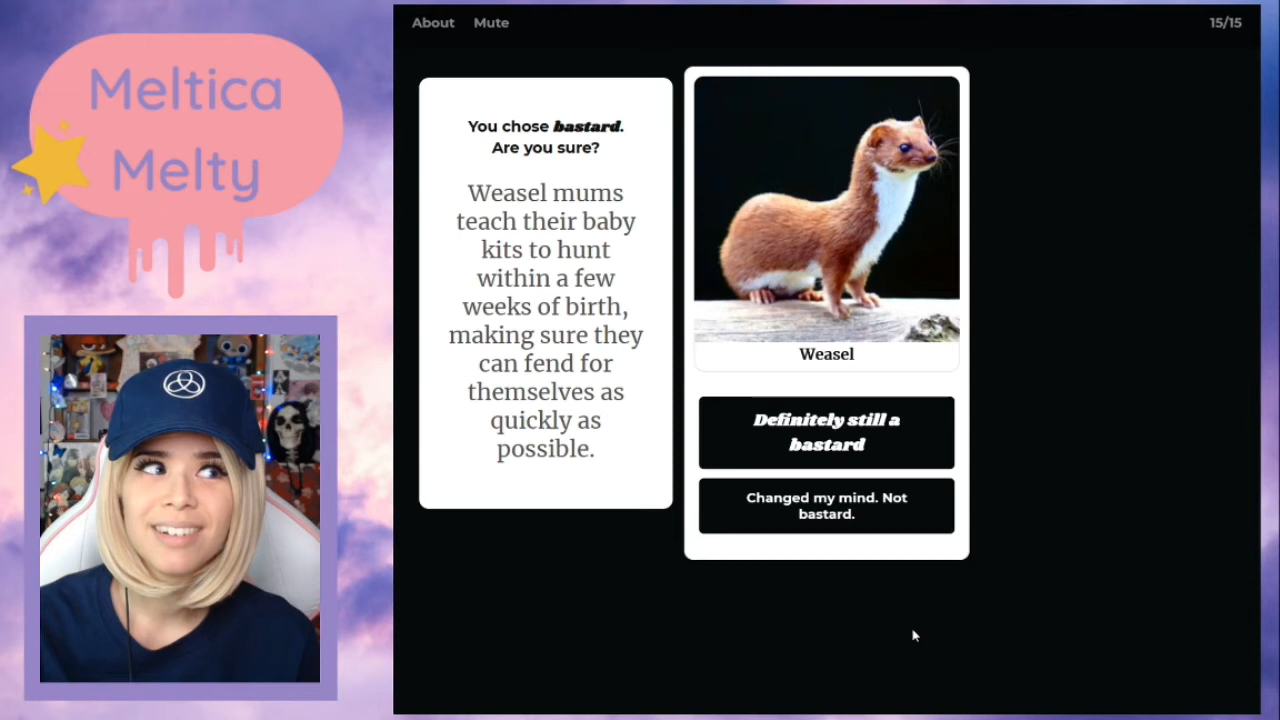 Meltica
Melty
About Mute
15/15
You chose bastard.
Are you sure?
Weasel mums
teach their baby
kits to hunt
within a few
weeks of birth,
making sure they
can fend for
themselves as
quickly as
possible.
Weasel
Definitely still a
bastard
Changed my mind. Not
bastard.